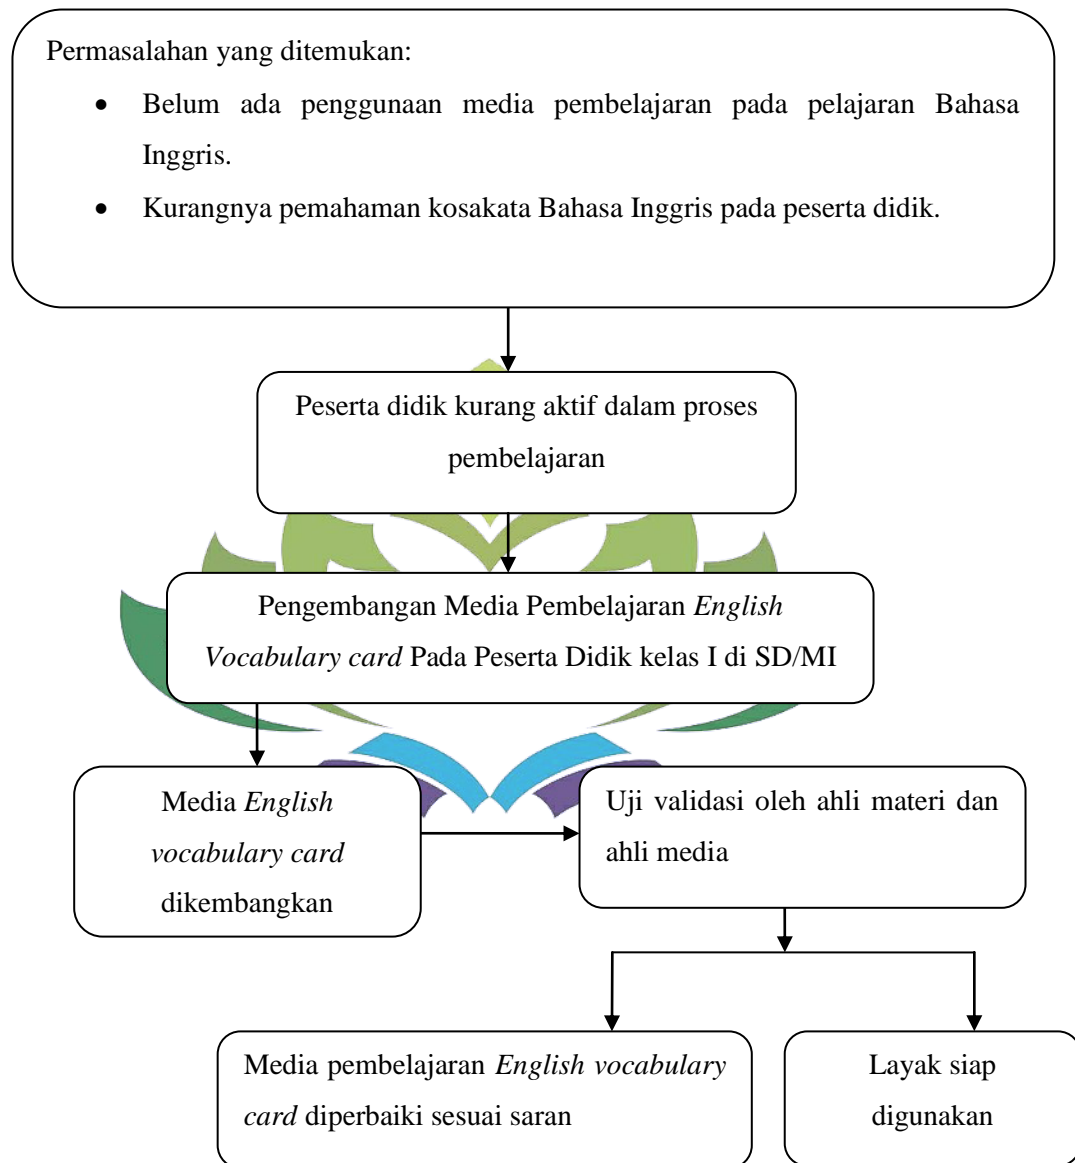 Permasalahan yang ditemukan:
• Belum ada penggunaan media pembelajaran pada pelajaran Bahasa
Inggris.
• Kurangnya pemahaman kosakata Bahasa Inggris pada peserta didik.
Peserta didik kurang aktif dalam proses
pembelajaran
Pengembangan Media Pembelajaran English
Vocabulary card Pada Peserta Didik kelas I di SD/MI
Media English
vocabulary card
dikembangkan
Uji validasi oleh ahli materi dan
ahli media
Media pembelajaran English vocabulary
card diperbaiki sesuai saran
Layak siap
digunakan